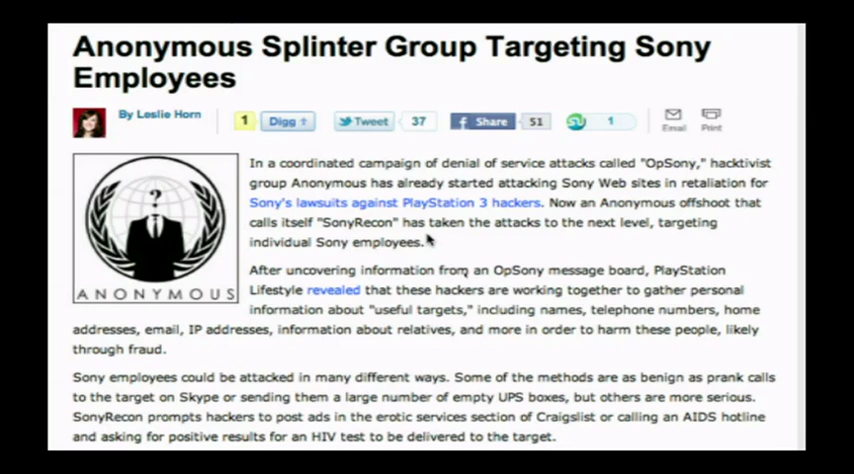 Anonymous Splinter Group Targeting Sony
Employees
By Leslie Horn
1 Digg
Tweet 37
Share 51
1
Email
Print
In a coordinated campaign of denial of service attacks called "OpSony," hacktivist
group Anonymous has already started attacking Sony Web sites in retaliation for
Sony's lawsuits against PlayStation 3 hackers. Now an Anonymous offshoot that
calls itself "SonyRecon" has taken the attacks to the next level, targeting
individual Sony employees.
ANONYMOUS
After uncovering information from an OpSony message board, PlayStation
Lifestyle revealed that these hackers are working together to gather personal
information about "useful targets," including names, telephone numbers, home
addresses, email, IP addresses, information about relatives, and more in order to harm these people, likely
through fraud.
Sony employees could be attacked in many different ways. Some of the methods are as benign as prank calls
to the target on Skype or sending them a large number of empty UPS boxes, but others are more serious.
SonyRecon prompts hackers to post ads in the erotic services section of Craigslist or calling an AIDS hotline
and asking for positive results for an HIV test to be delivered to the target.